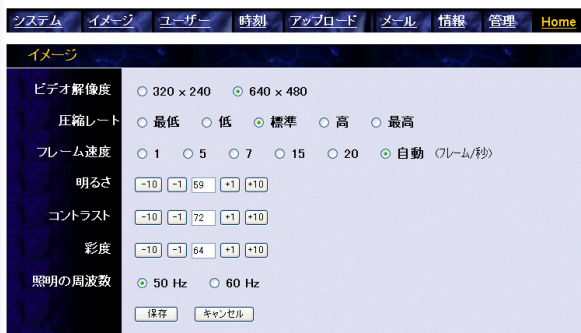 システム イメージ ユーザー 時刻 アップロード メール 情報 管理 Home
イメージ
ビデオ解像度 320 x 240 640 x 480
圧縮レート 最低 低 標準 高 最高
フレーム速度 1 5 7 15 20 自動 (フレーム/秒)
明るさ -10 -1 59 +1 +10
コントラスト -10 -1 72 +1 +10
彩度 -10 -1 64 +1 +10
照明の周波数 50 Hz 60 Hz
保存 キャンセル